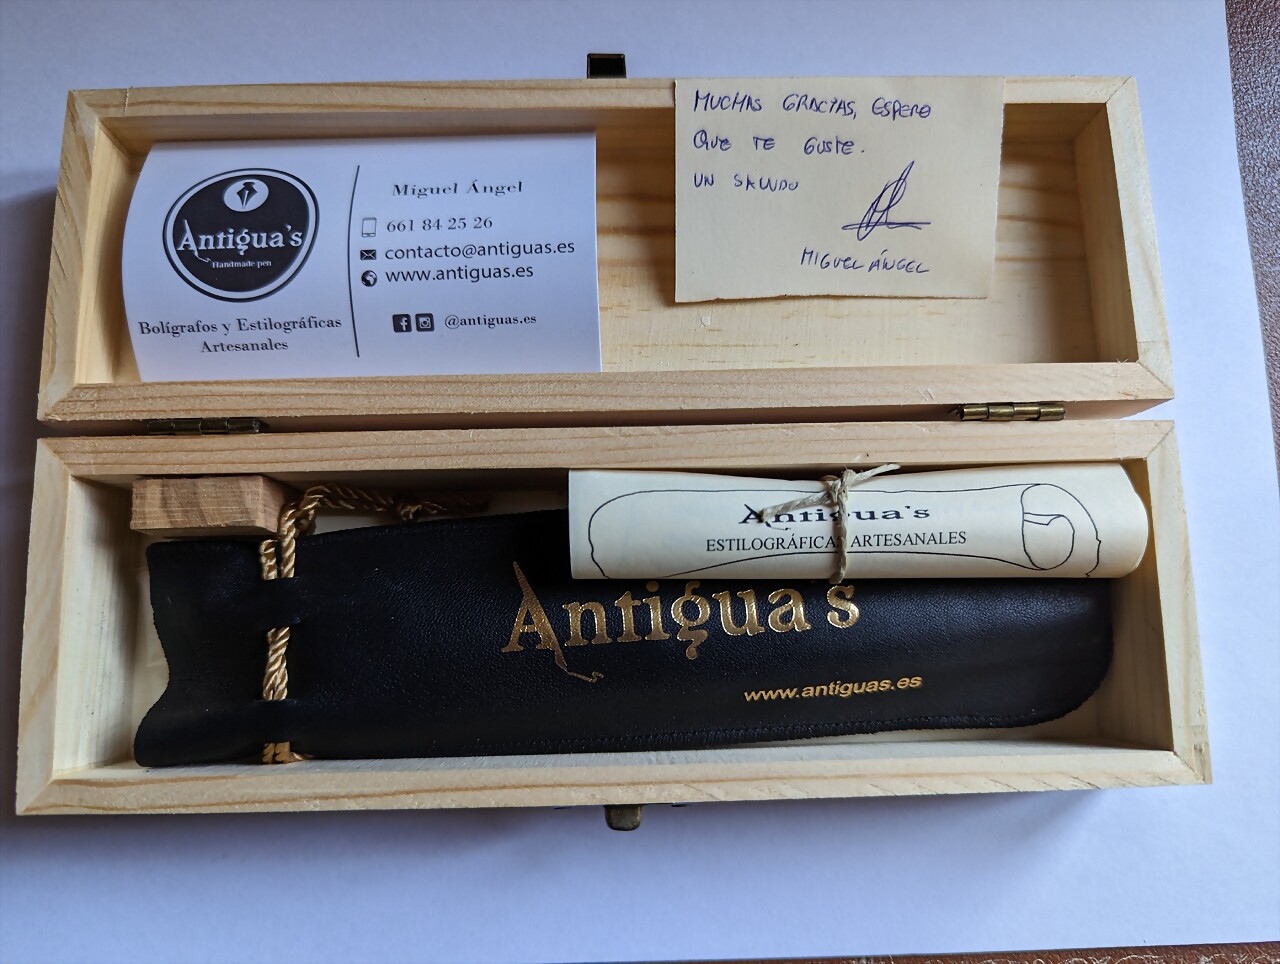 Antigua's
Handmade pen
Bolígrafos y Estilográficas
Artesanales
Miguel Ángel
661 84 25 26
contacto@antiguas.es
www.antiguas.es
@antiguas.es
MUCHAS GRACIAS, ESPERO
QUE TE GUSTE.
UN SALUDO
MIGUEL ÁNGEL
Antigua's
ESTILOGRÁFICAS ARTESANALES
Antigua's
www.antiguas.es